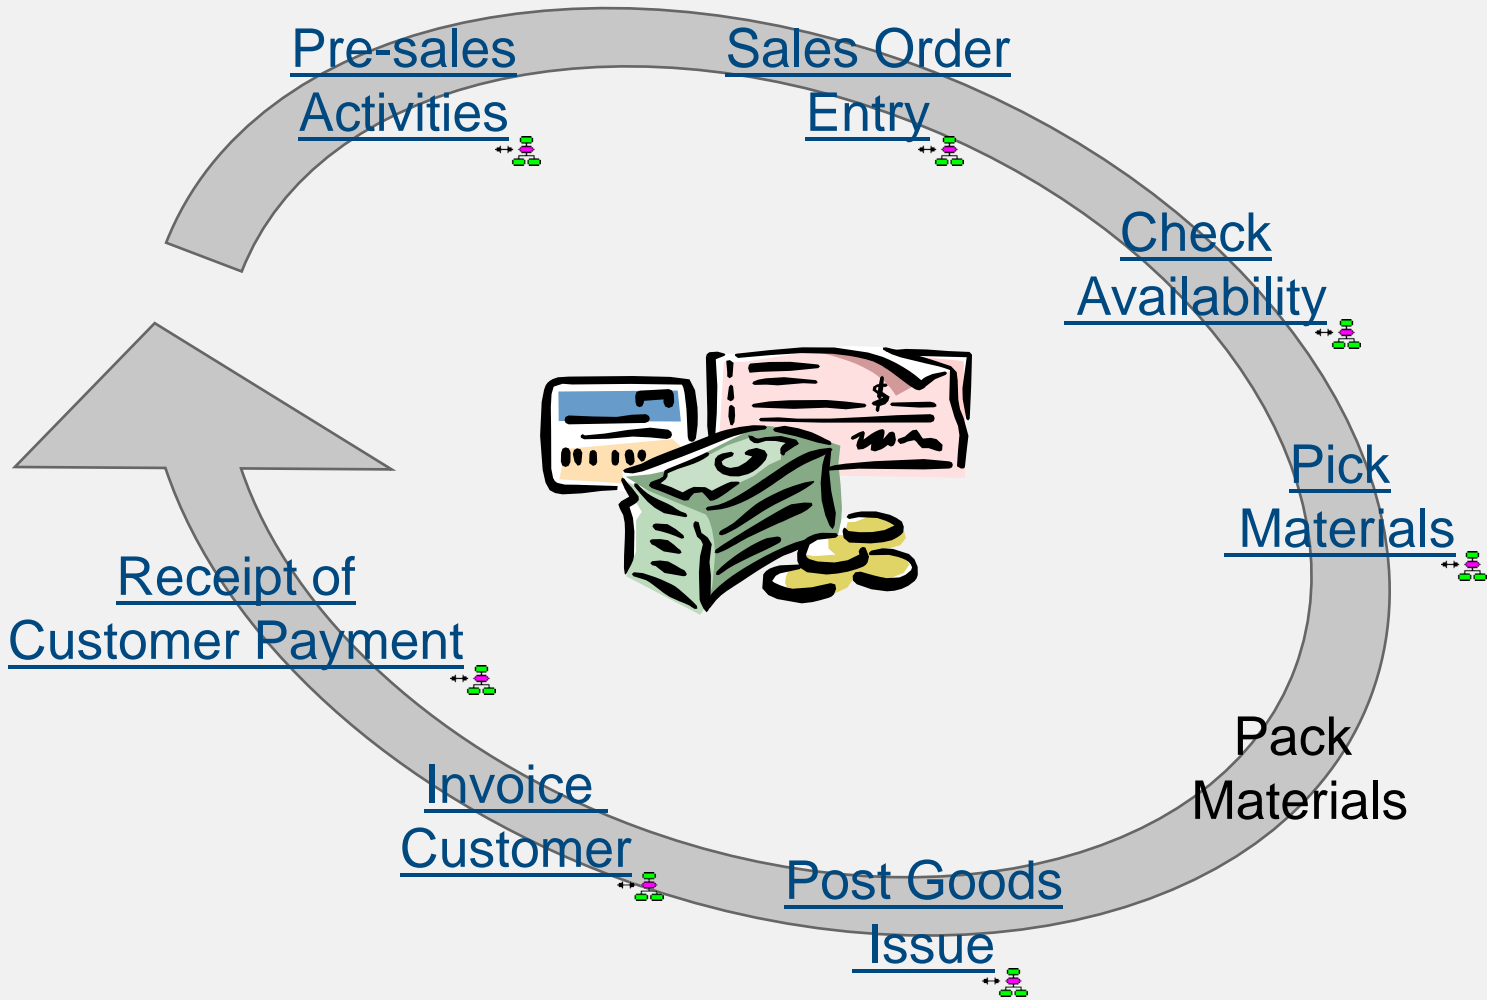 Pre-sales
Activities
Sales Order
Entry
Check
Availability
Pick
Materials
Pack
Materials
Post Goods
Issue
Invoice
Customer
Receipt of
Customer Payment
$